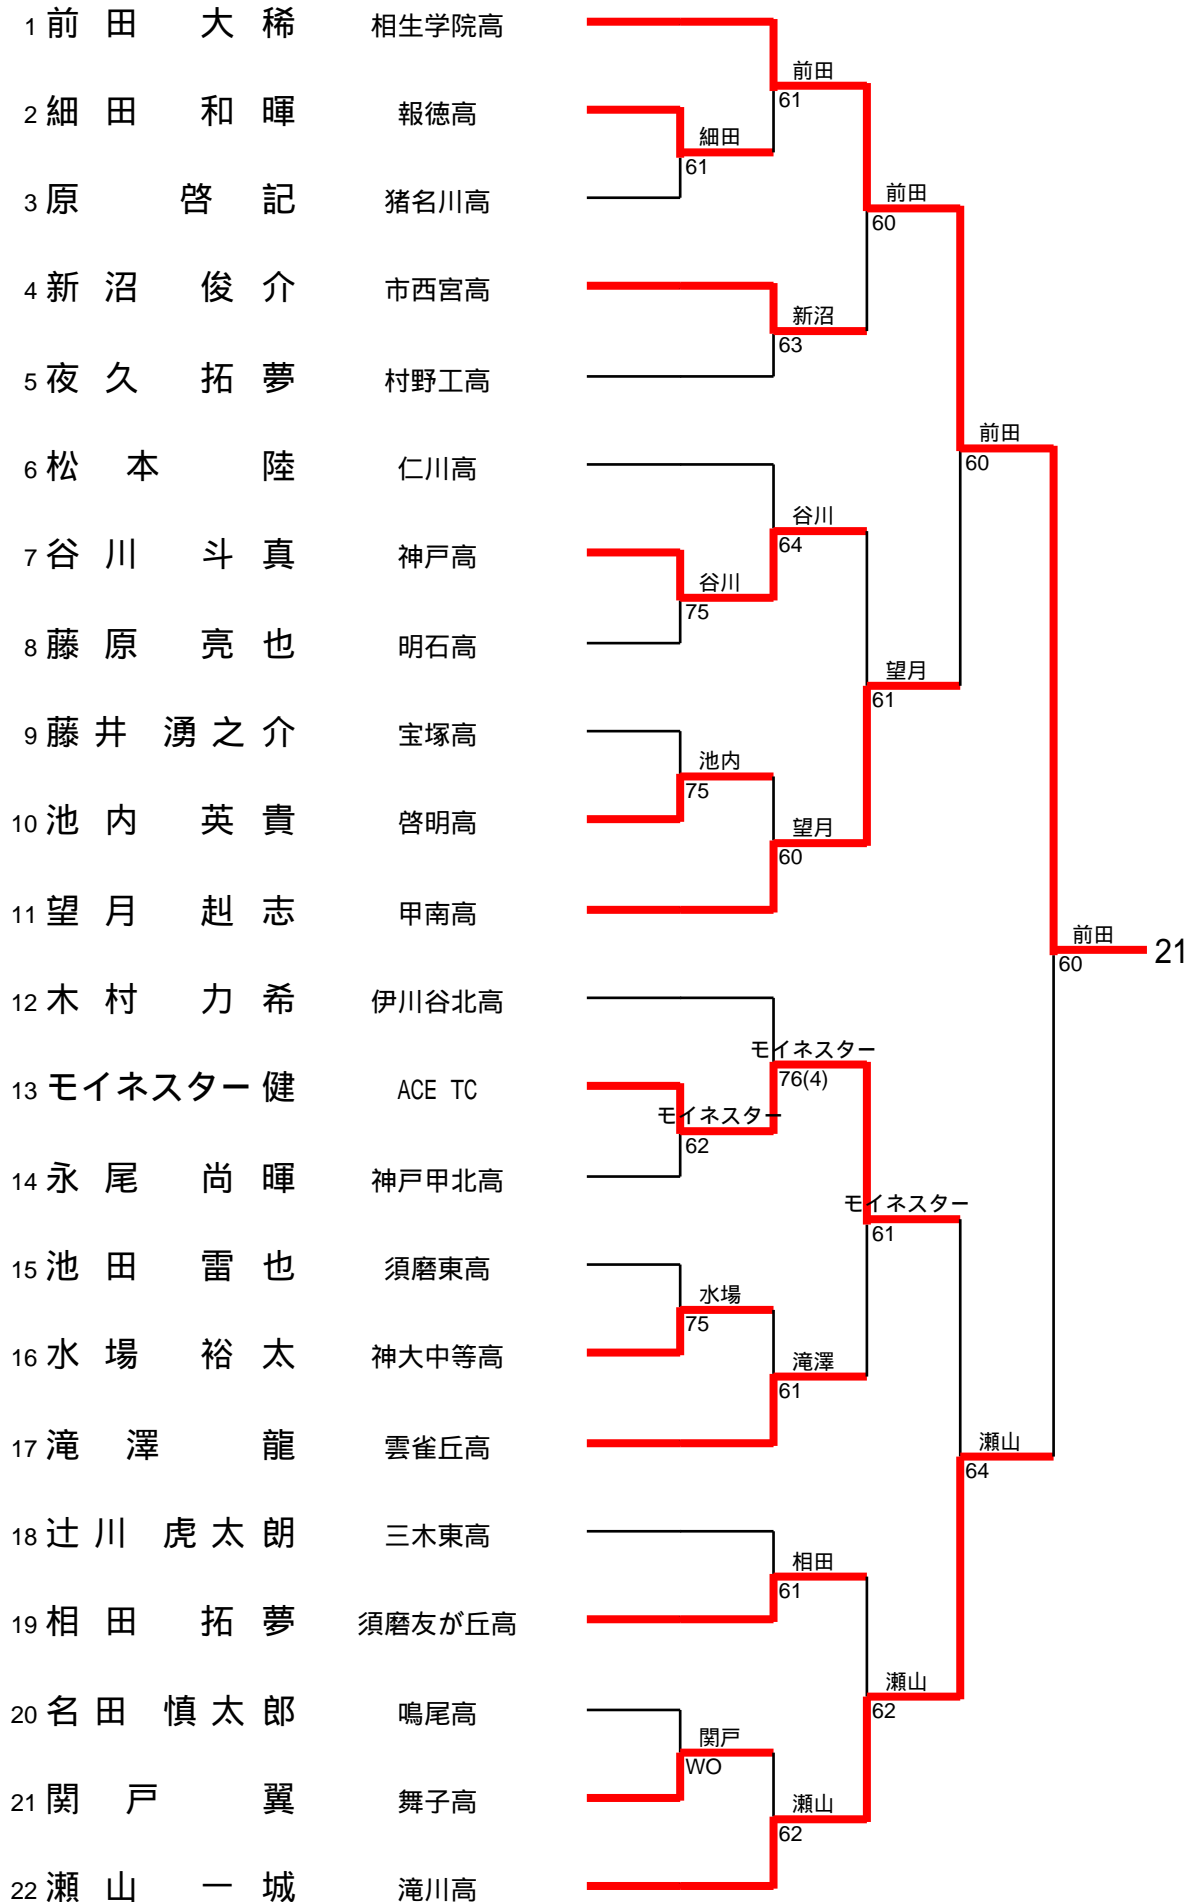 1 前田 大稀 相生学院高
前田
2 細田 和暉 報徳高
61
細田
61
3 原 啓記 猪名川高
前田
60
4 新沼 俊介 市西宮高
新沼
63
5 夜久 拓夢 村野工高
前田
60
6 松本 陸 仁川高
谷川
64
7 谷川 斗真 神戸高
谷川
75
8 藤原 亮也 明石高
望月
61
9 藤井 湧之介 宝塚高
池内
75
10 池内 英貴 啓明高
望月
60
11 望月 赳志 甲南高
前田
60
21
12 木村 力希 伊川谷北高
モイネスター
76(4)
13 モイネスター 健 ACE TC
モイネスター
62
14 永尾 尚暉 神戸甲北高
モイネスター
61
15 池田 雷也 須磨東高
水場
75
16 水場 裕太 神大中等高
滝澤
61
17 滝澤 龍 雲雀丘高
瀬山
64
18 辻川 虎太朗 三木東高
相田
61
19 相田 拓夢 須磨友が丘高
瀬山
62
20 名田 慎太郎 鳴尾高
関戸
WO
21 関戸 翼 舞子高
瀬山
62
22 瀬山 一城 滝川高